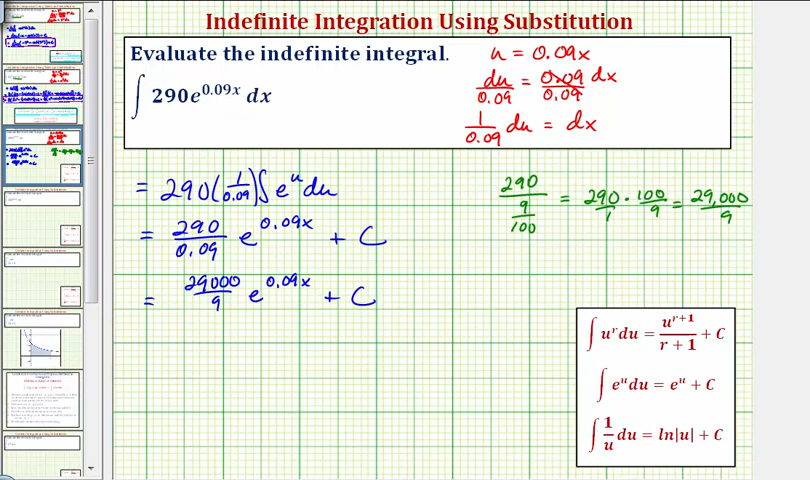 Indefinite Integration Using Substitution
Evaluate the indefinite integral.
∫ 290e^{0.09x} dx
u = 0.09x
du/0.09 = 0.09/0.09 dx
1/0.09 du = dx
= 290(1/0.09)∫ e^u du
= 290/0.09 e^{0.09x} + C
= 29000/9 e^{0.09x} + C
290/(9/100) = 290/1 · 100/9 = 29,000/9
∫ u^r du = u^{r+1}/(r + 1) + C
∫ e^u du = e^u + C
∫ 1/u du = ln|u| + C